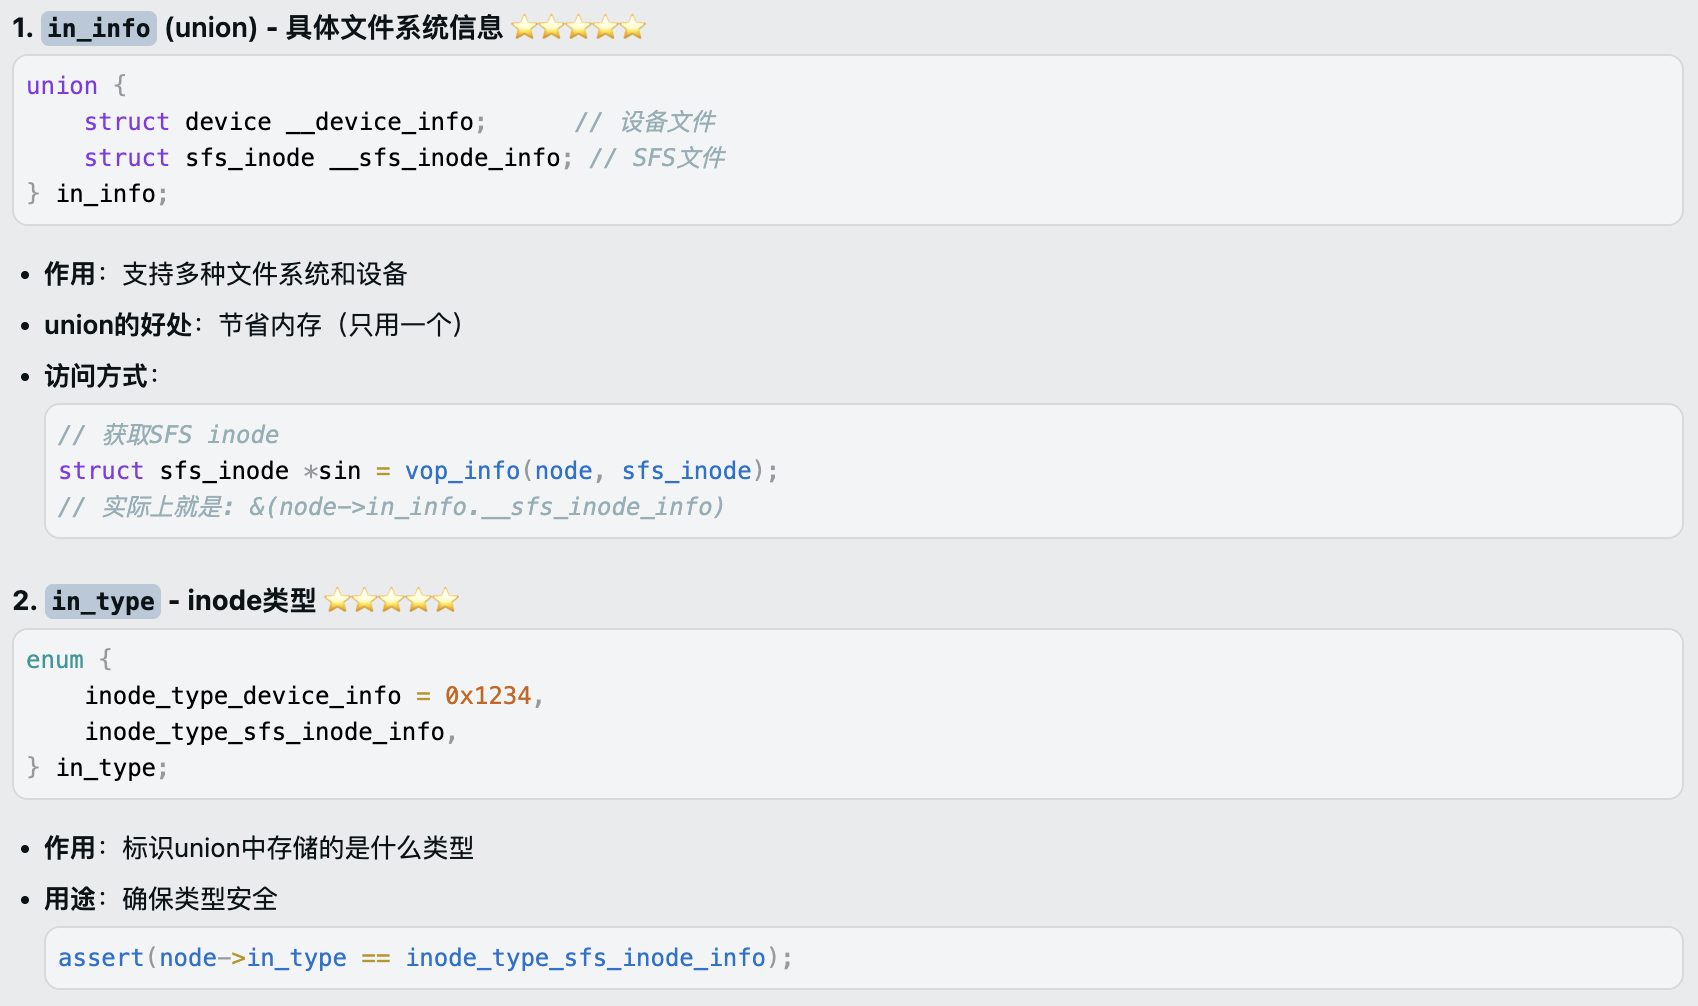 1. in_info (union) - 具体文件系统信息 ⭐⭐⭐⭐⭐
union {
    struct device __device_info;      // 设备文件
    struct sfs_inode __sfs_inode_info; // SFS文件
} in_info;
• 作用：支持多种文件系统和设备
• union的好处：节省内存（只用一个）
• 访问方式：
// 获取SFS inode
struct sfs_inode *sin = vop_info(node, sfs_inode);
// 实际上就是: &(node->in_info.__sfs_inode_info)
2. in_type - inode类型 ⭐⭐⭐⭐⭐
enum {
    inode_type_device_info = 0x1234,
    inode_type_sfs_inode_info,
} in_type;
• 作用：标识union中存储的是什么类型
• 用途：确保类型安全
assert(node->in_type == inode_type_sfs_inode_info);